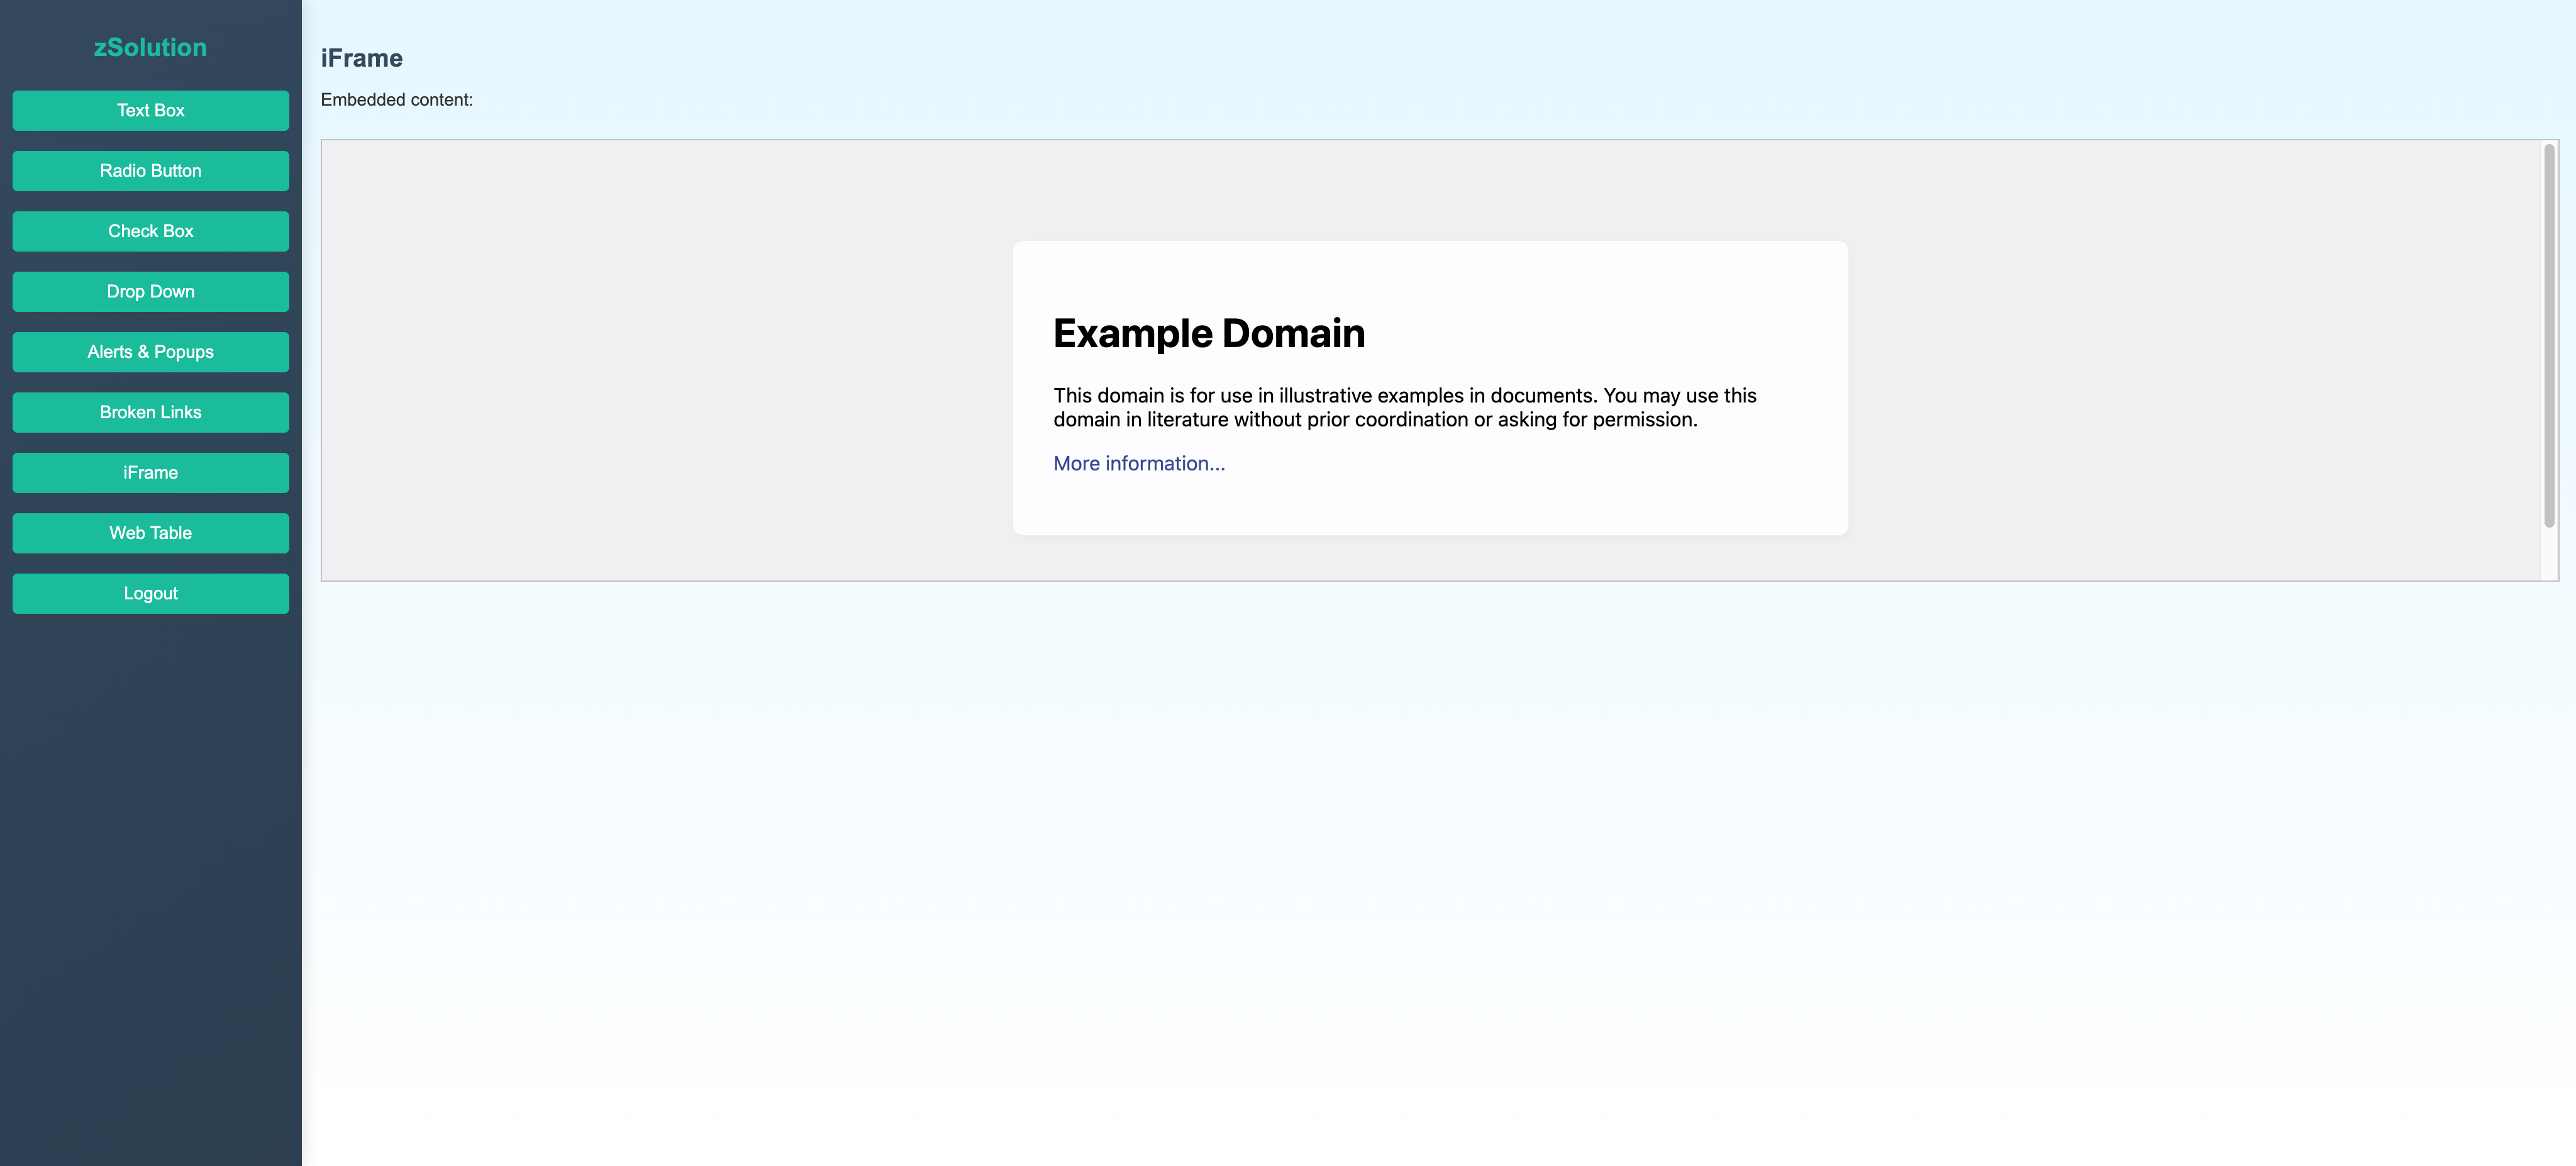 zSolution
Text Box
Radio Button
Check Box
Drop Down
Alerts & Popups
Broken Links
iFrame
Web Table
Logout
iFrame
Embedded content:
Example Domain
This domain is for use in illustrative examples in documents. You may use this
domain in literature without prior coordination or asking for permission.
More information...